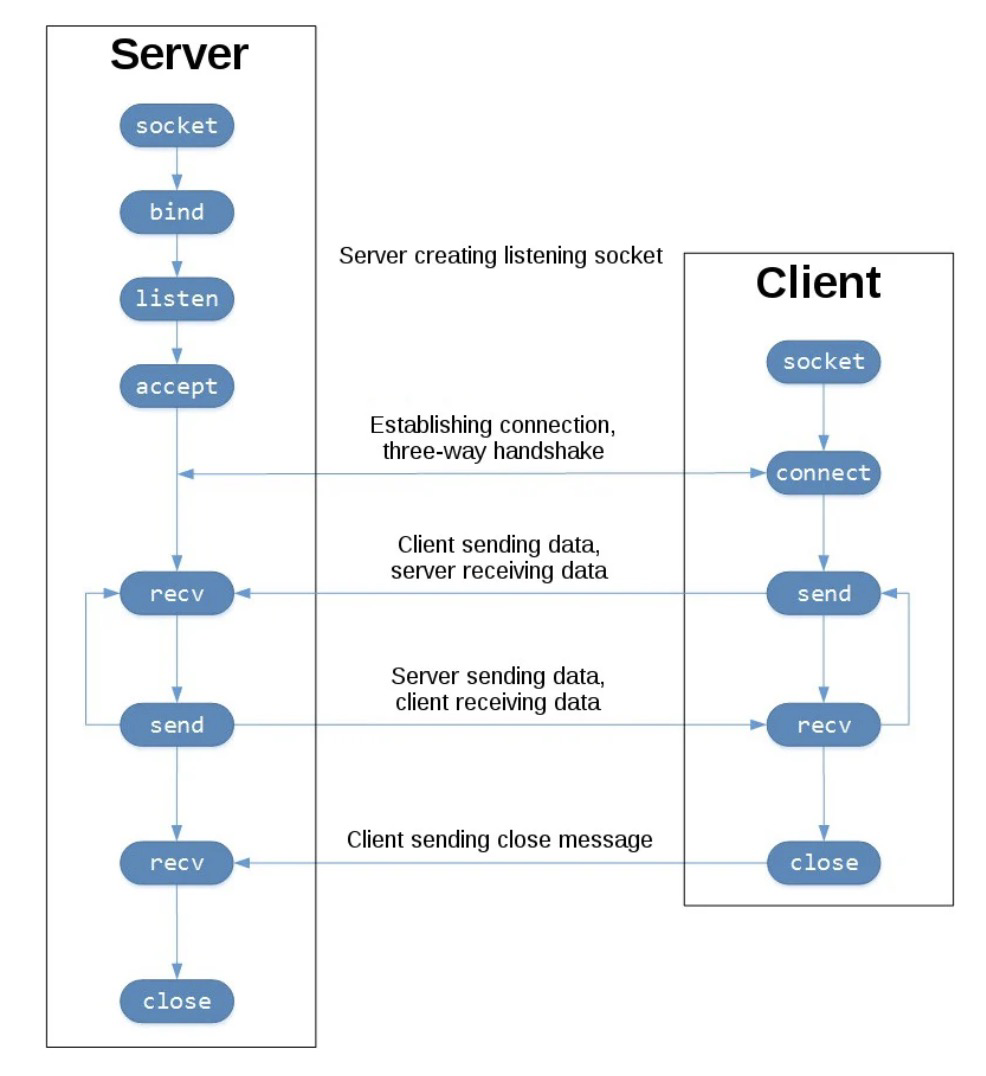 Server
socket
bind
listen
accept
recv
send
recv
close
Server creating listening socket
Establishing connection,
three-way handshake
Client sending data,
server receiving data
Server sending data,
client receiving data
Client sending close message
Client
socket
connect
send
recv
close